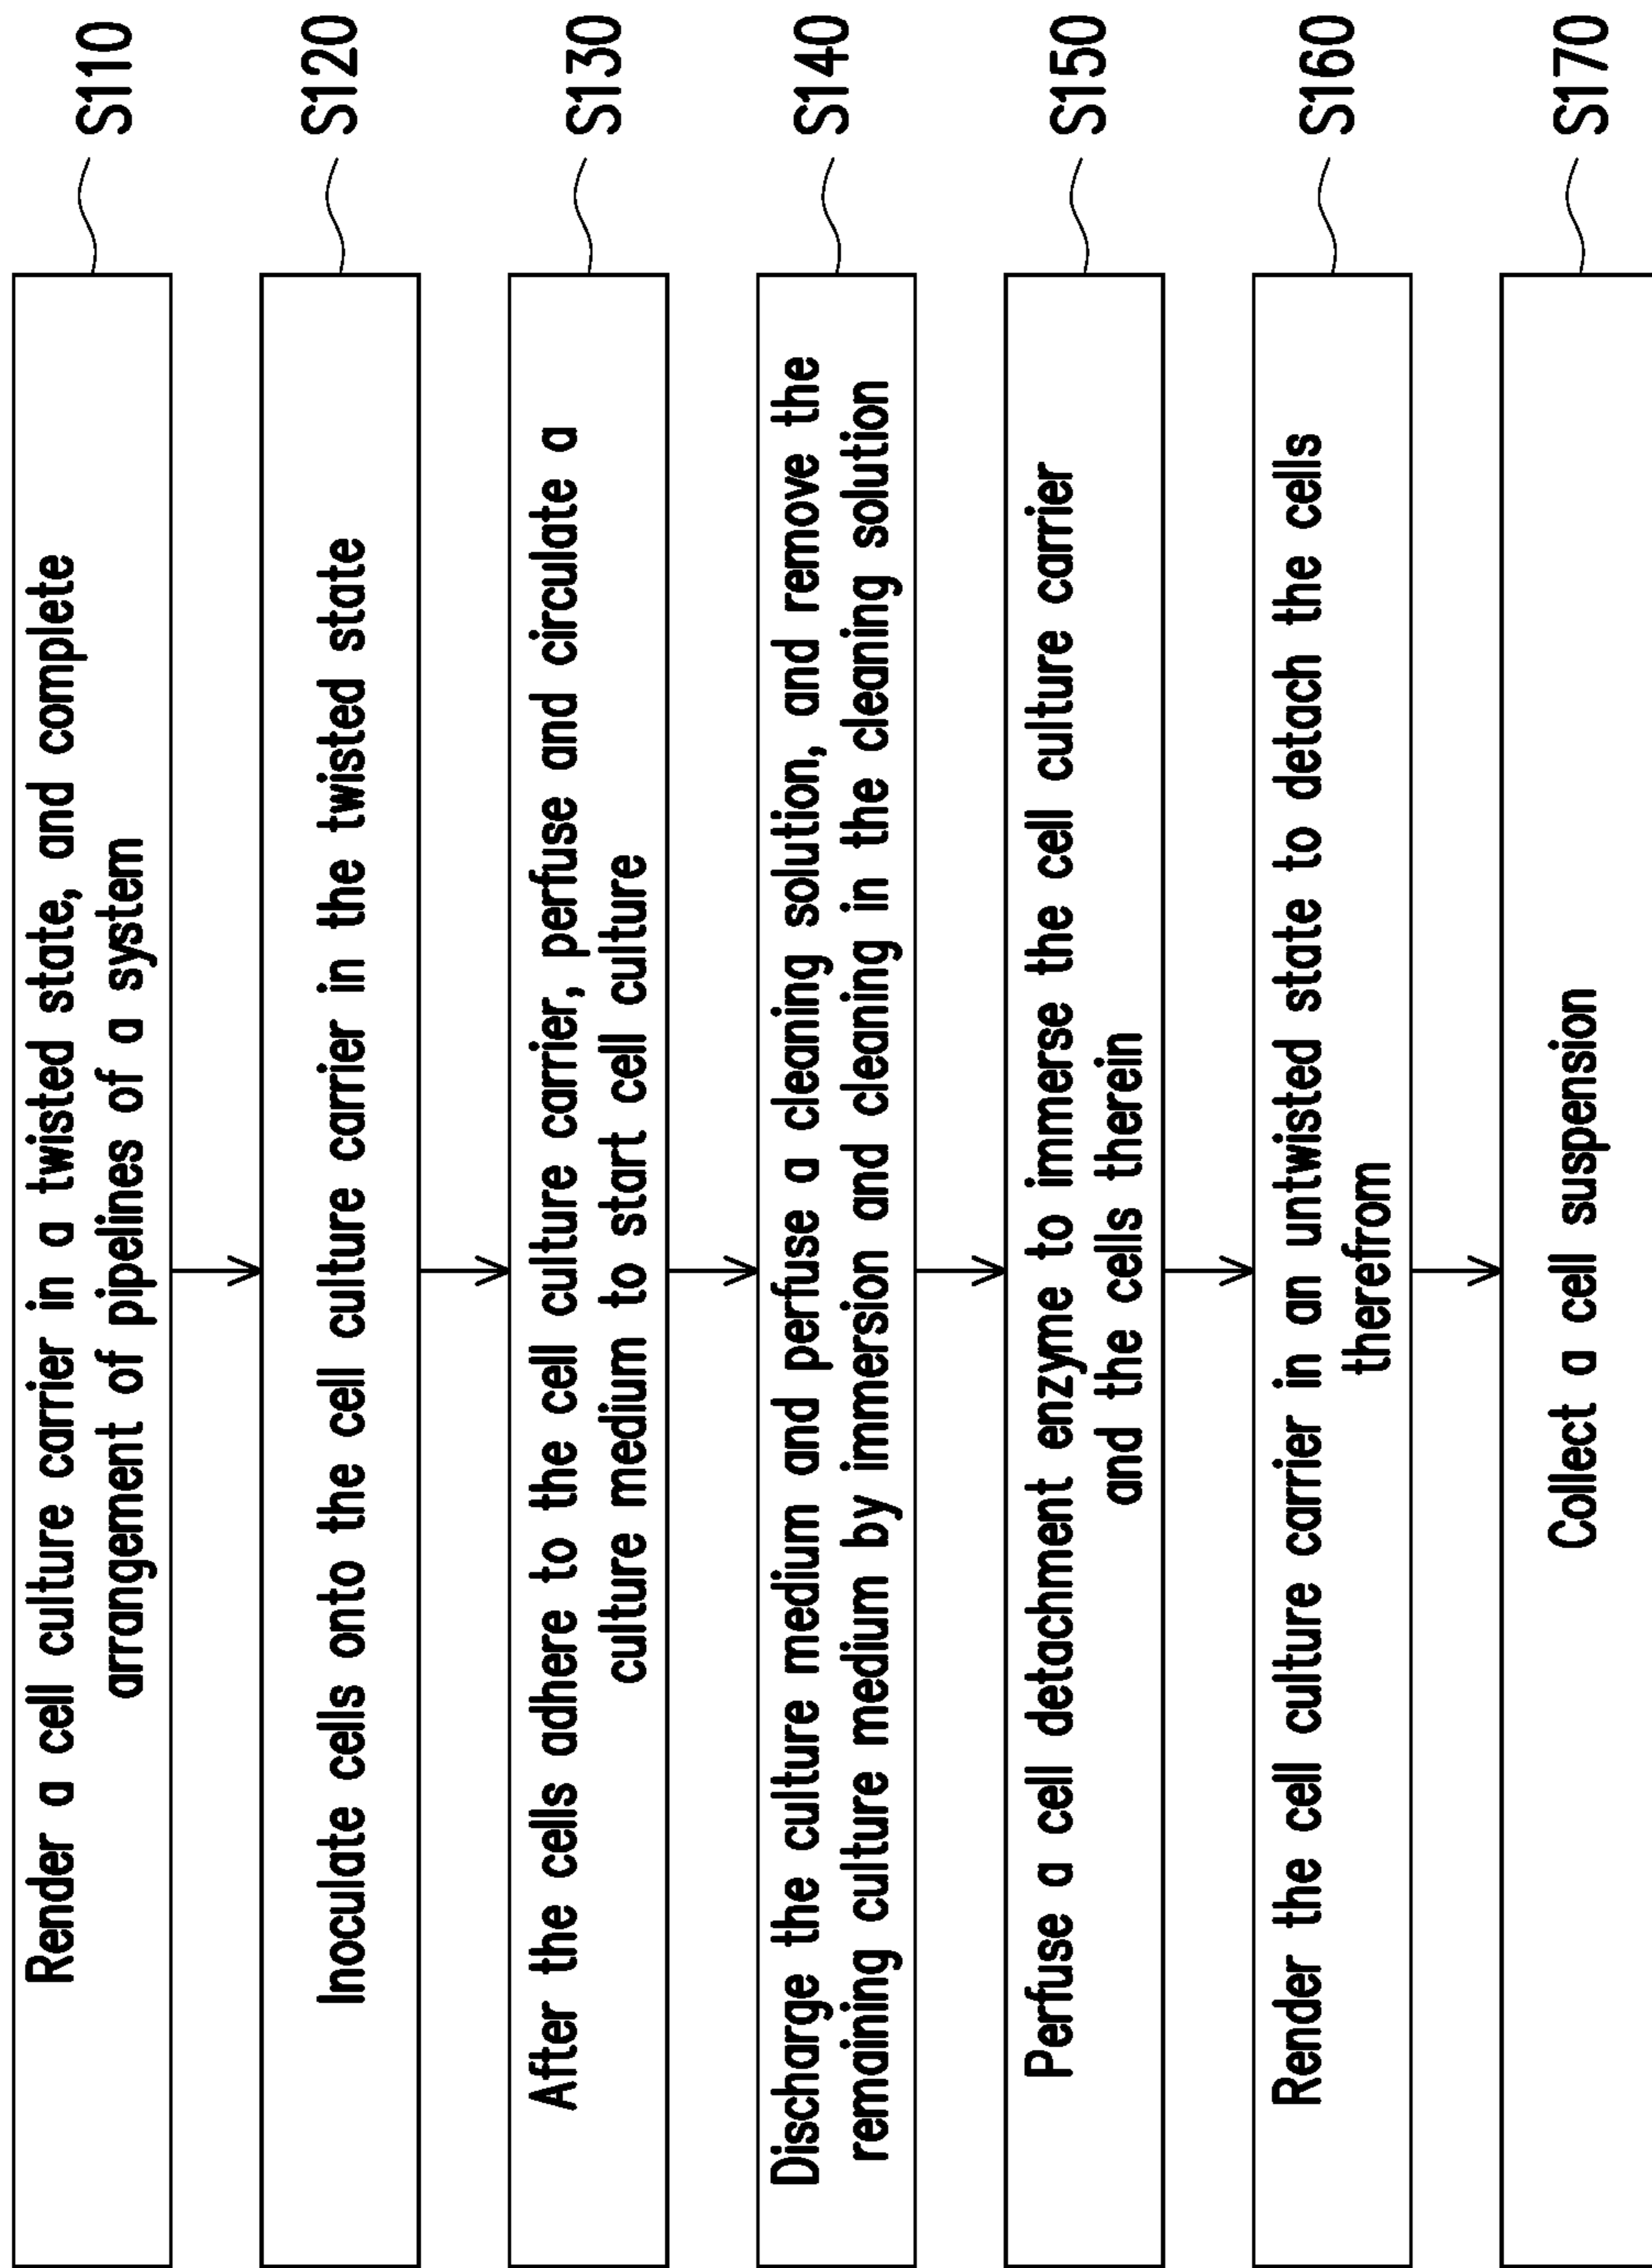 Render a cell culture carrier in a twisted state, and complete
arrangement of pipelines of a system
S110
Inoculate cells onto the cell culture carrier in the twisted state
S120
After the cells adhere to the cell culture carrier, perfuse and circulate a
culture medium to start cell culture
S130
Discharge the culture medium and perfuse a cleaning solution, and remove the
remaining culture medium by immersion and cleaning in the cleaning solution
S140
Perfuse a cell detachment enzyme to immerse the cell culture carrier
and the cells therein
S150
Render the cell culture carrier in an untwisted state to detach the cells
therefrom
S160
Collect a cell suspension
S170